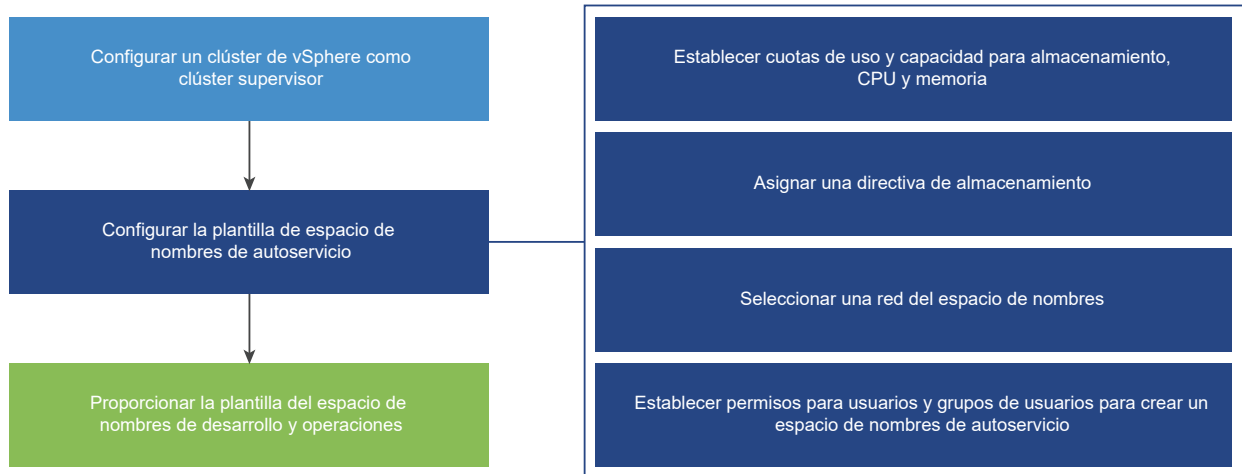 Configurar un clúster de vSphere como
clúster supervisor
Configurar la plantilla de espacio de
nombres de autoservicio
Proporcionar la plantilla del espacio de
nombres de desarrollo y operaciones
Establecer cuotas de uso y capacidad para almacenamiento,
CPU y memoria
Asignar una directiva de almacenamiento
Seleccionar una red del espacio de nombres
Establecer permisos para usuarios y grupos de usuarios para crear un
espacio de nombres de autoservicio